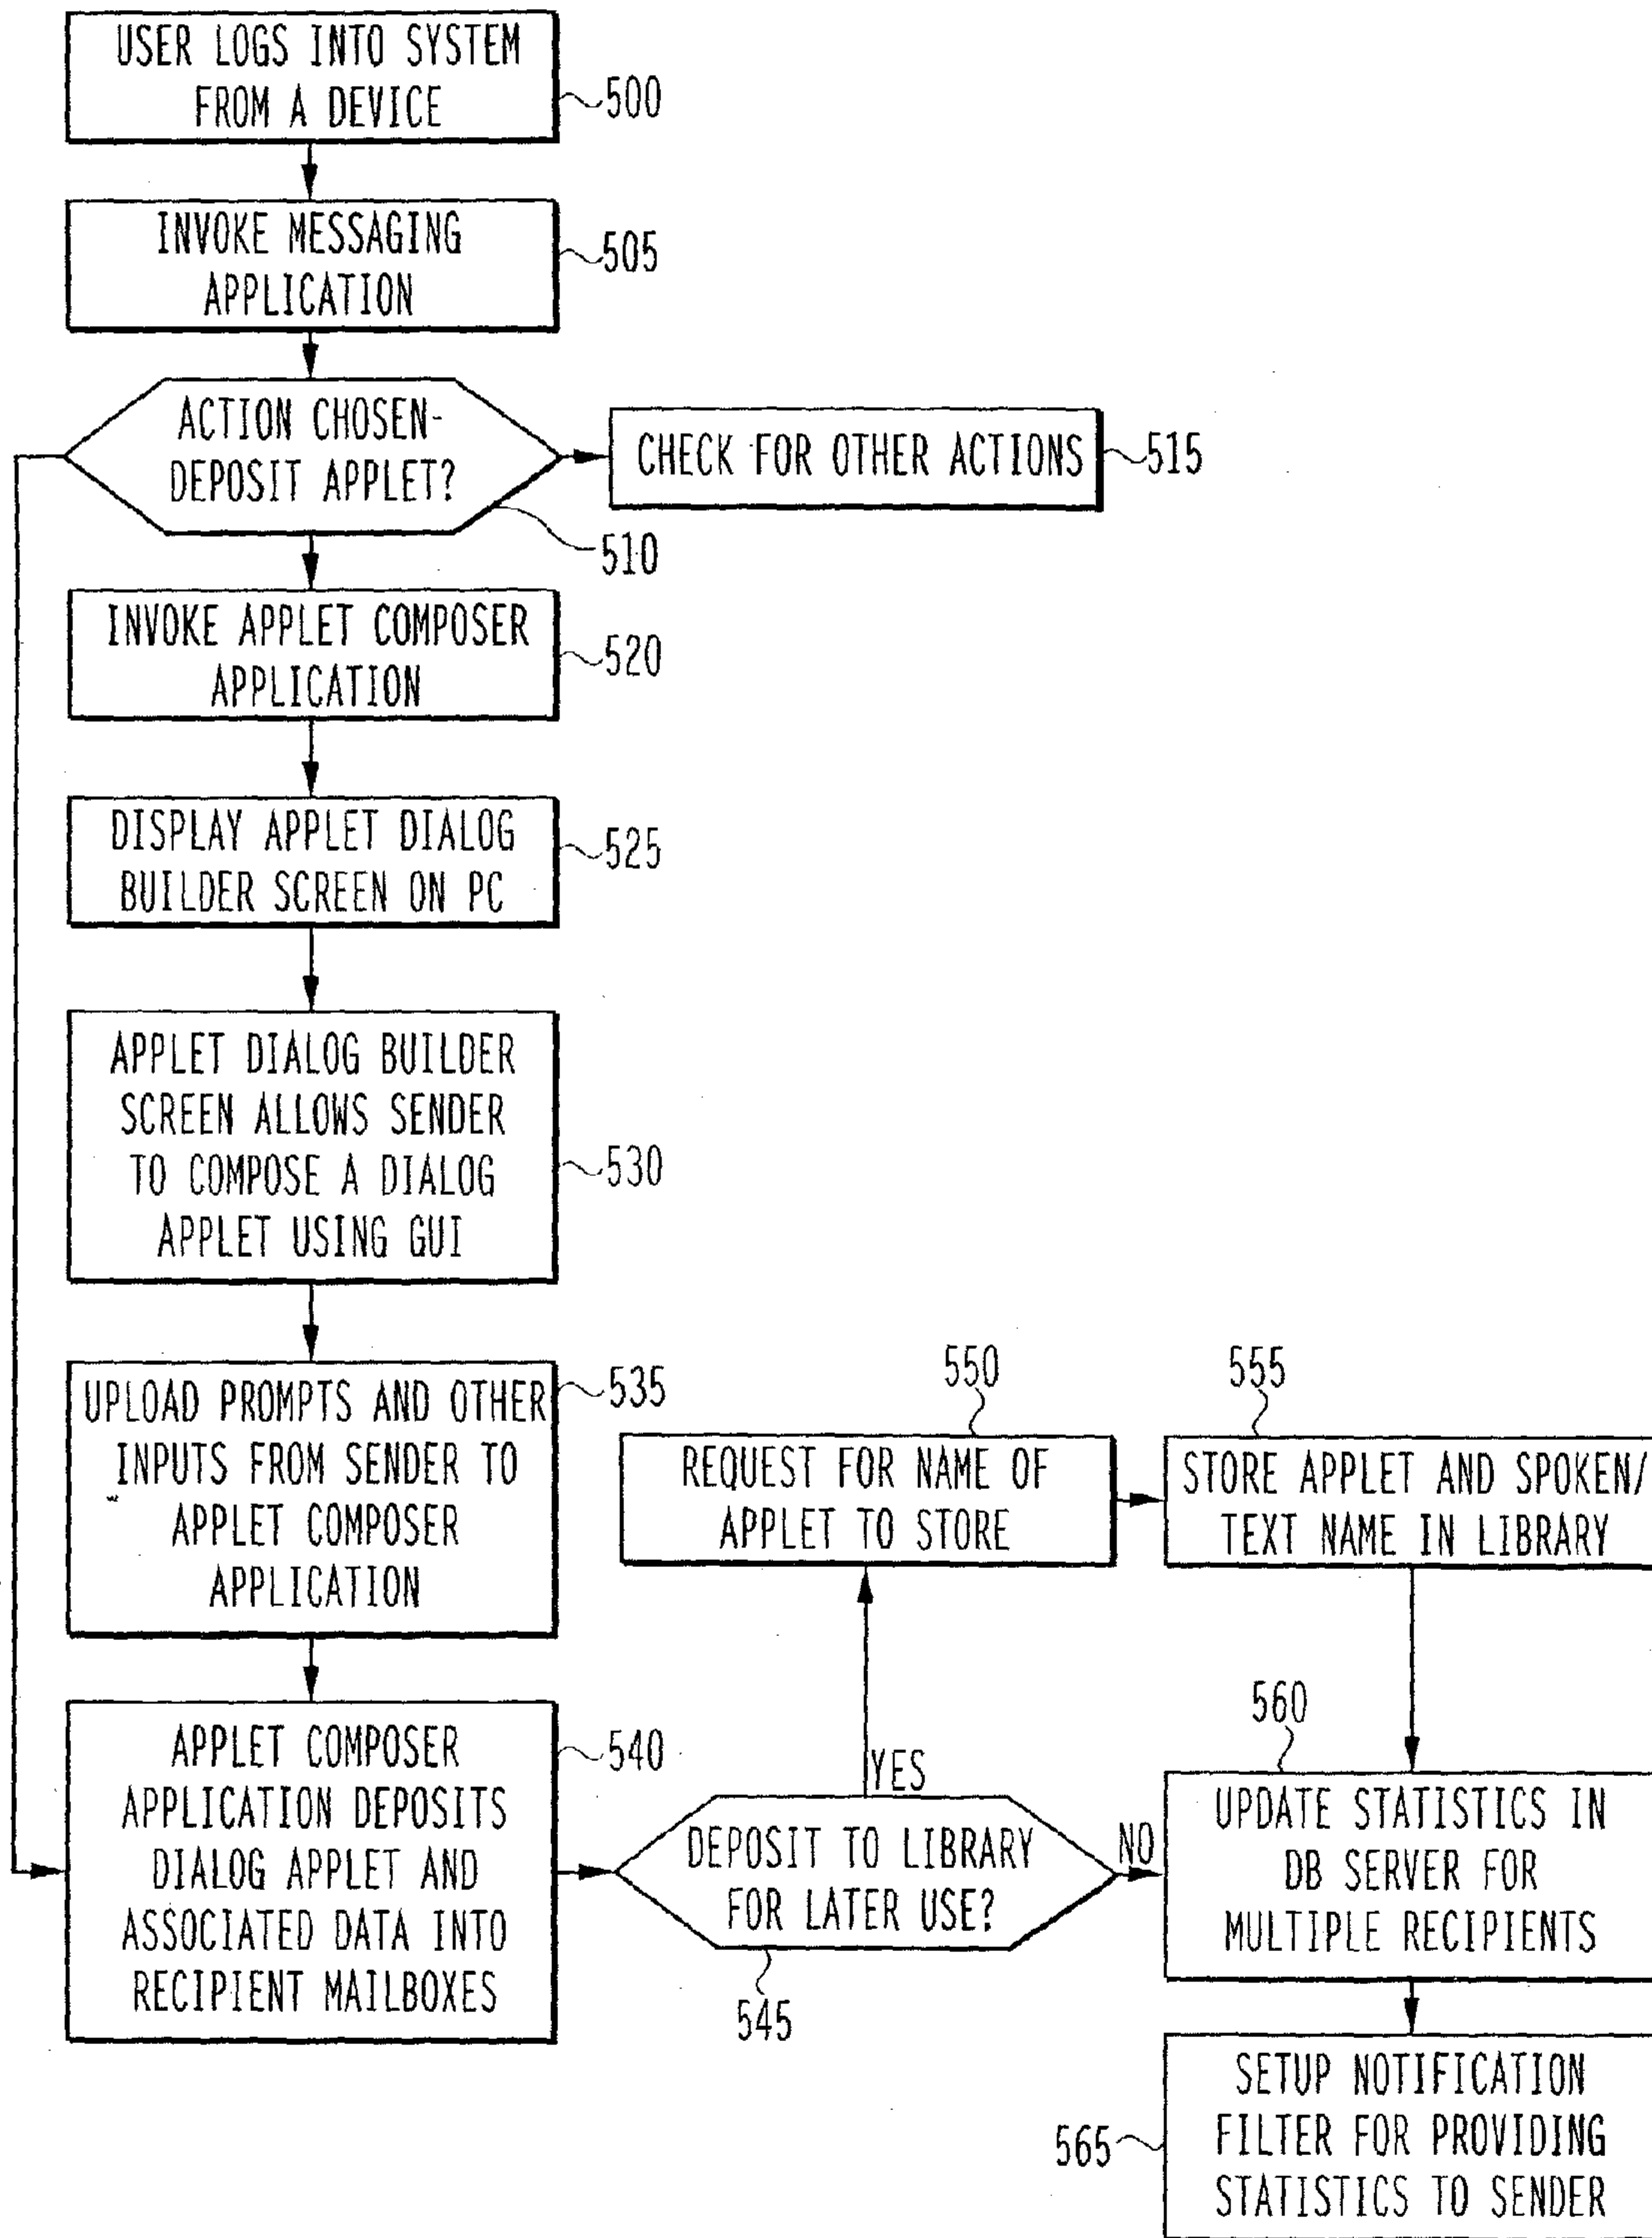 USER LOGS INTO SYSTEM
FROM A DEVICE
500
INVOKE MESSAGING
APPLICATION
505
ACTION CHOSEN-
DEPOSIT APPLET?
510
CHECK FOR OTHER ACTIONS
515
INVOKE APPLET COMPOSER
APPLICATION
520
DISPLAY APPLET DIALOG
BUILDER SCREEN ON PC
525
APPLET DIALOG BUILDER
SCREEN ALLOWS SENDER
TO COMPOSE A DIALOG
APPLET USING GUI
530
UPLOAD PROMPTS AND OTHER
INPUTS FROM SENDER TO
APPLET COMPOSER
APPLICATION
535
APPLET COMPOSER
APPLICATION DEPOSITS
DIALOG APPLET AND
ASSOCIATED DATA INTO
RECIPIENT MAILBOXES
540
DEPOSIT TO LIBRARY
FOR LATER USE?
545
YES
NO
550
REQUEST FOR NAME OF
APPLET TO STORE
555
STORE APPLET AND SPOKEN/
TEXT NAME IN LIBRARY
560
UPDATE STATISTICS IN
DB SERVER FOR
MULTIPLE RECIPIENTS
565
SETUP NOTIFICATION
FILTER FOR PROVIDING
STATISTICS TO SENDER